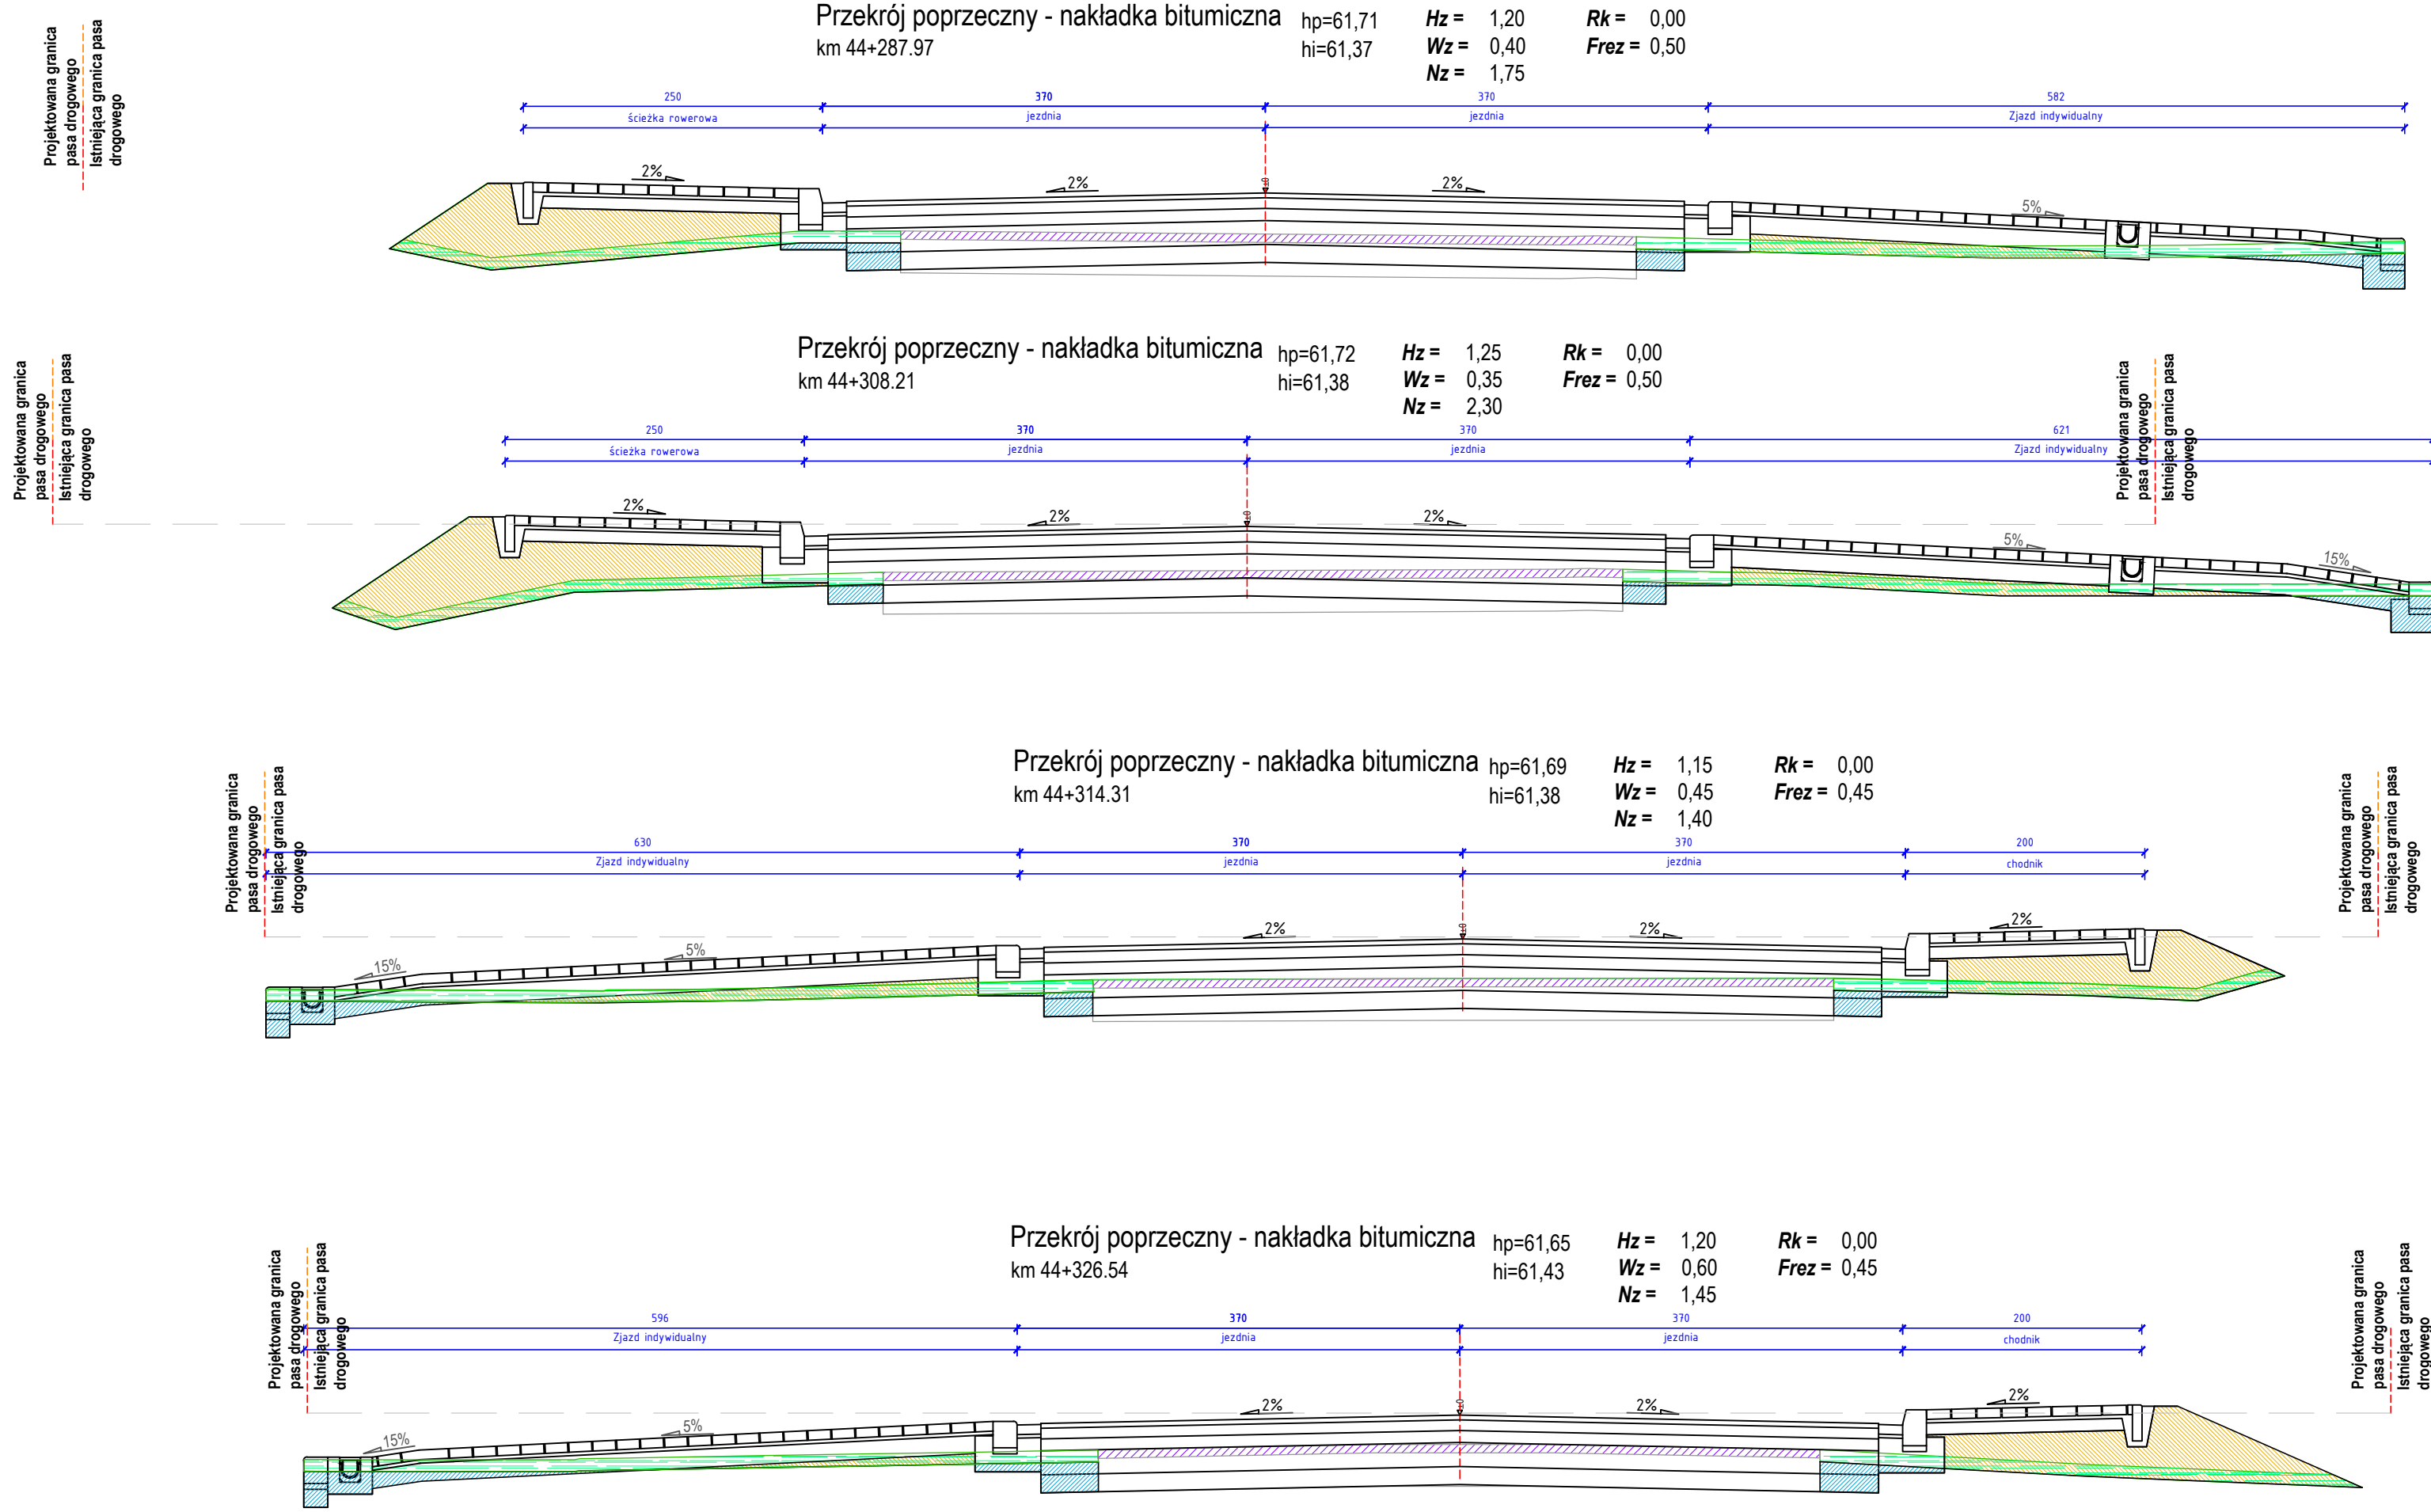 Projektowana granica
pasa drogowego
Istniejąca granica pasa
drogowego
Przekrój poprzeczny - nakładka bitumiczna
km 44+287.97
hp=61,71
hi=61,37
Hz = 1,20
Wz = 0,40
Nz = 1,75
Rk = 0,00
Frez = 0,50
250
370
370
582
ścieżka rowerowa
jezdnia
jezdnia
Zjazd indywidualny
2%
2%
2%
5%
±0
Projektowana granica
pasa drogowego
Istniejąca granica pasa
drogowego
Przekrój poprzeczny - nakładka bitumiczna
km 44+308.21
hp=61,72
hi=61,38
Hz = 1,25
Wz = 0,35
Nz = 2,30
Rk = 0,00
Frez = 0,50
Projektowana granica
pasa drogowego
Istniejąca granica pasa
drogowego
250
370
370
621
ścieżka rowerowa
jezdnia
jezdnia
Zjazd indywidualny
2%
2%
2%
5%
15%
±0
Projektowana granica
pasa drogowego
Istniejąca granica pasa
drogowego
Przekrój poprzeczny - nakładka bitumiczna
km 44+314.31
hp=61,69
hi=61,38
Hz = 1,15
Wz = 0,45
Nz = 1,40
Rk = 0,00
Frez = 0,45
Projektowana granica
pasa drogowego
Istniejąca granica pasa
drogowego
630
370
370
200
Zjazd indywidualny
jezdnia
jezdnia
chodnik
15%
5%
2%
2%
2%
±0
Projektowana granica
pasa drogowego
Istniejąca granica pasa
drogowego
Przekrój poprzeczny - nakładka bitumiczna
km 44+326.54
hp=61,65
hi=61,43
Hz = 1,20
Wz = 0,60
Nz = 1,45
Rk = 0,00
Frez = 0,45
Projektowana granica
pasa drogowego
Istniejąca granica pasa
drogowego
596
370
370
200
Zjazd indywidualny
jezdnia
jezdnia
chodnik
15%
5%
2%
2%
2%
±0